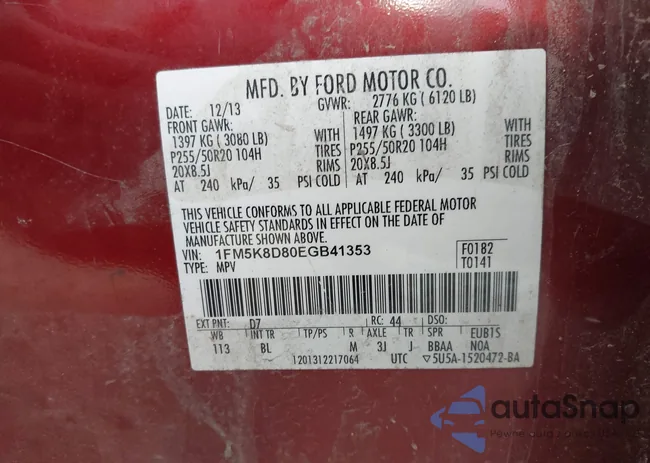 MFD. BY FORD MOTOR CO.
DATE: 12/13 GVWR: 2776 KG ( 6120 LB)
FRONT GAWR: REAR GAWR:
1397 KG ( 3080 LB) WITH 1497 KG ( 3300 LB) WITH
P255/50R20 104H TIRES P255/50R20 104H TIRES
20X8.5J RIMS 20X8.5J RIMS
AT 240 kPa/ 35 PSI COLD AT 240 kPa/ 35 PSI COLD
THIS VEHICLE CONFORMS TO ALL APPLICABLE FEDERAL MOTOR
VEHICLE SAFETY STANDARDS IN EFFECT ON THE DATE OF
MANUFACTURE SHOWN ABOVE.
VIN: 1FM5K8D80EGB41353 F0182
TYPE: MPV T0141
EXT PNT: D7 RC: 44 DSO:
WB INT TR TP/PS R AXLE TR SPR EUBTS
113 BL M 3J J BBAA NOA
1201312217064 UTC ▽5U5A-1520472-BA
autoSnap